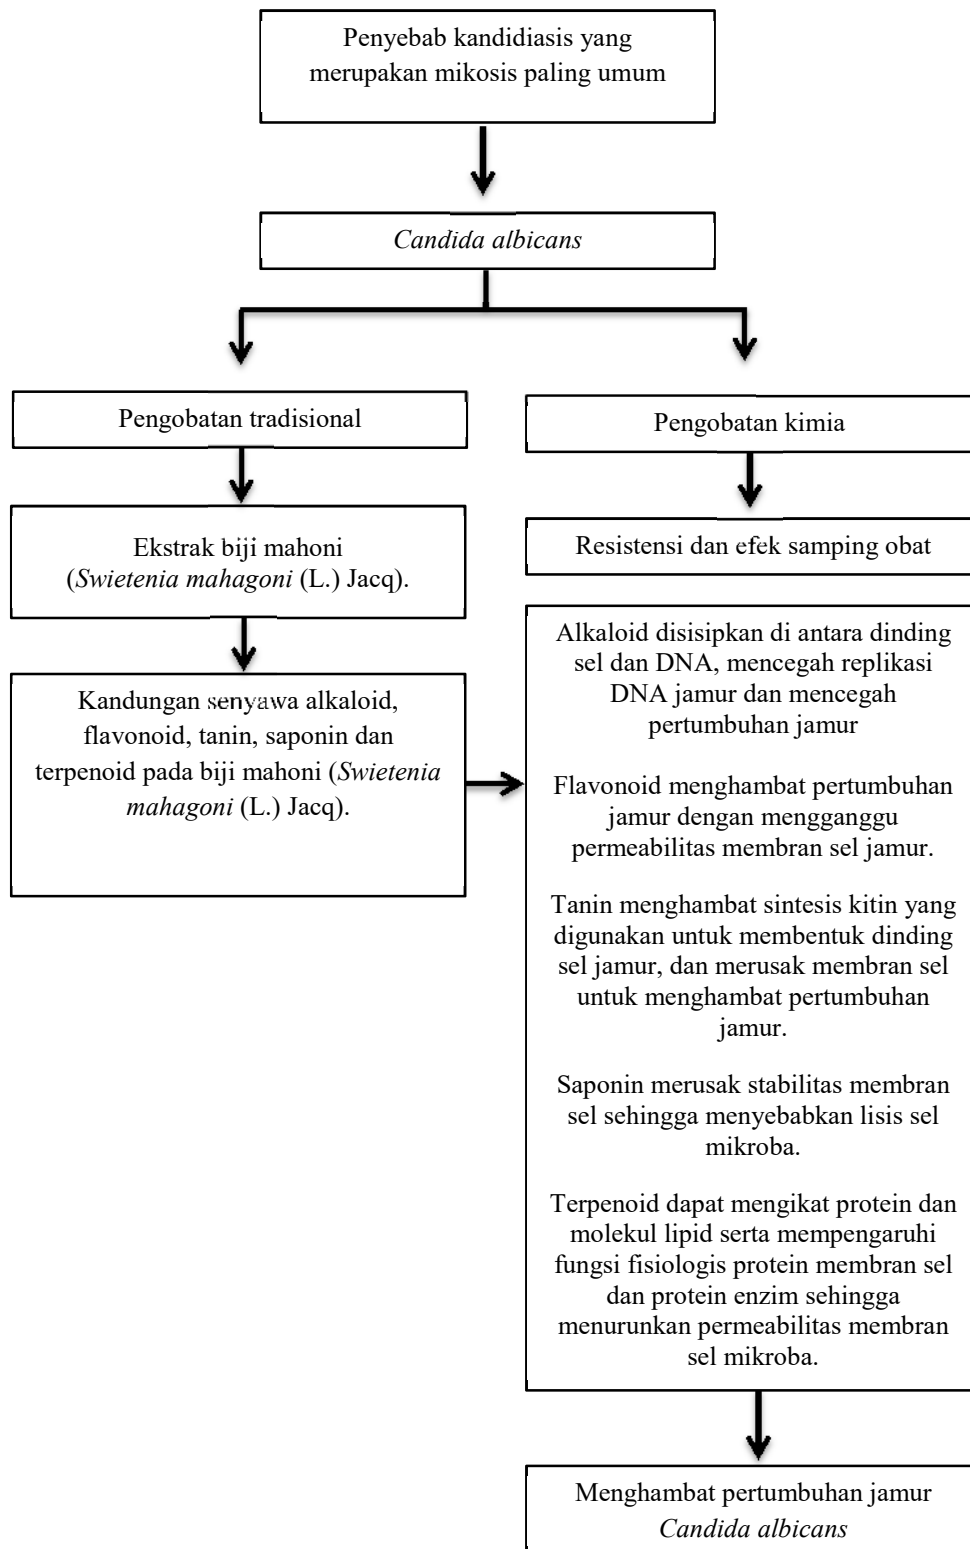 Penyebab kandidiasis yang
merupakan mikosis paling umum
Candida albicans
Pengobatan tradisional
Pengobatan kimia
Ekstrak biji mahoni
(Swietenia mahagoni (L.) Jacq).
Resistensi dan efek samping obat
Kandungan senyawa alkaloid,
flavonoid, tanin, saponin dan
terpenoid pada biji mahoni (Swietenia
mahagoni (L.) Jacq).
Alkaloid disisipkan di antara dinding
sel dan DNA, mencegah replikasi
DNA jamur dan mencegah
pertumbuhan jamur
Flavonoid menghambat pertumbuhan
jamur dengan mengganggu
permeabilitas membran sel jamur.
Tanin menghambat sintesis kitin yang
digunakan untuk membentuk dinding
sel jamur, dan merusak membran sel
untuk menghambat pertumbuhan
jamur.
Saponin merusak stabilitas membran
sel sehingga menyebabkan lisis sel
mikroba.
Terpenoid dapat mengikat protein dan
molekul lipid serta mempengaruhi
fungsi fisiologis protein membran sel
dan protein enzim sehingga
menurunkan permeabilitas membran
sel mikroba.
Menghambat pertumbuhan jamur
Candida albicans